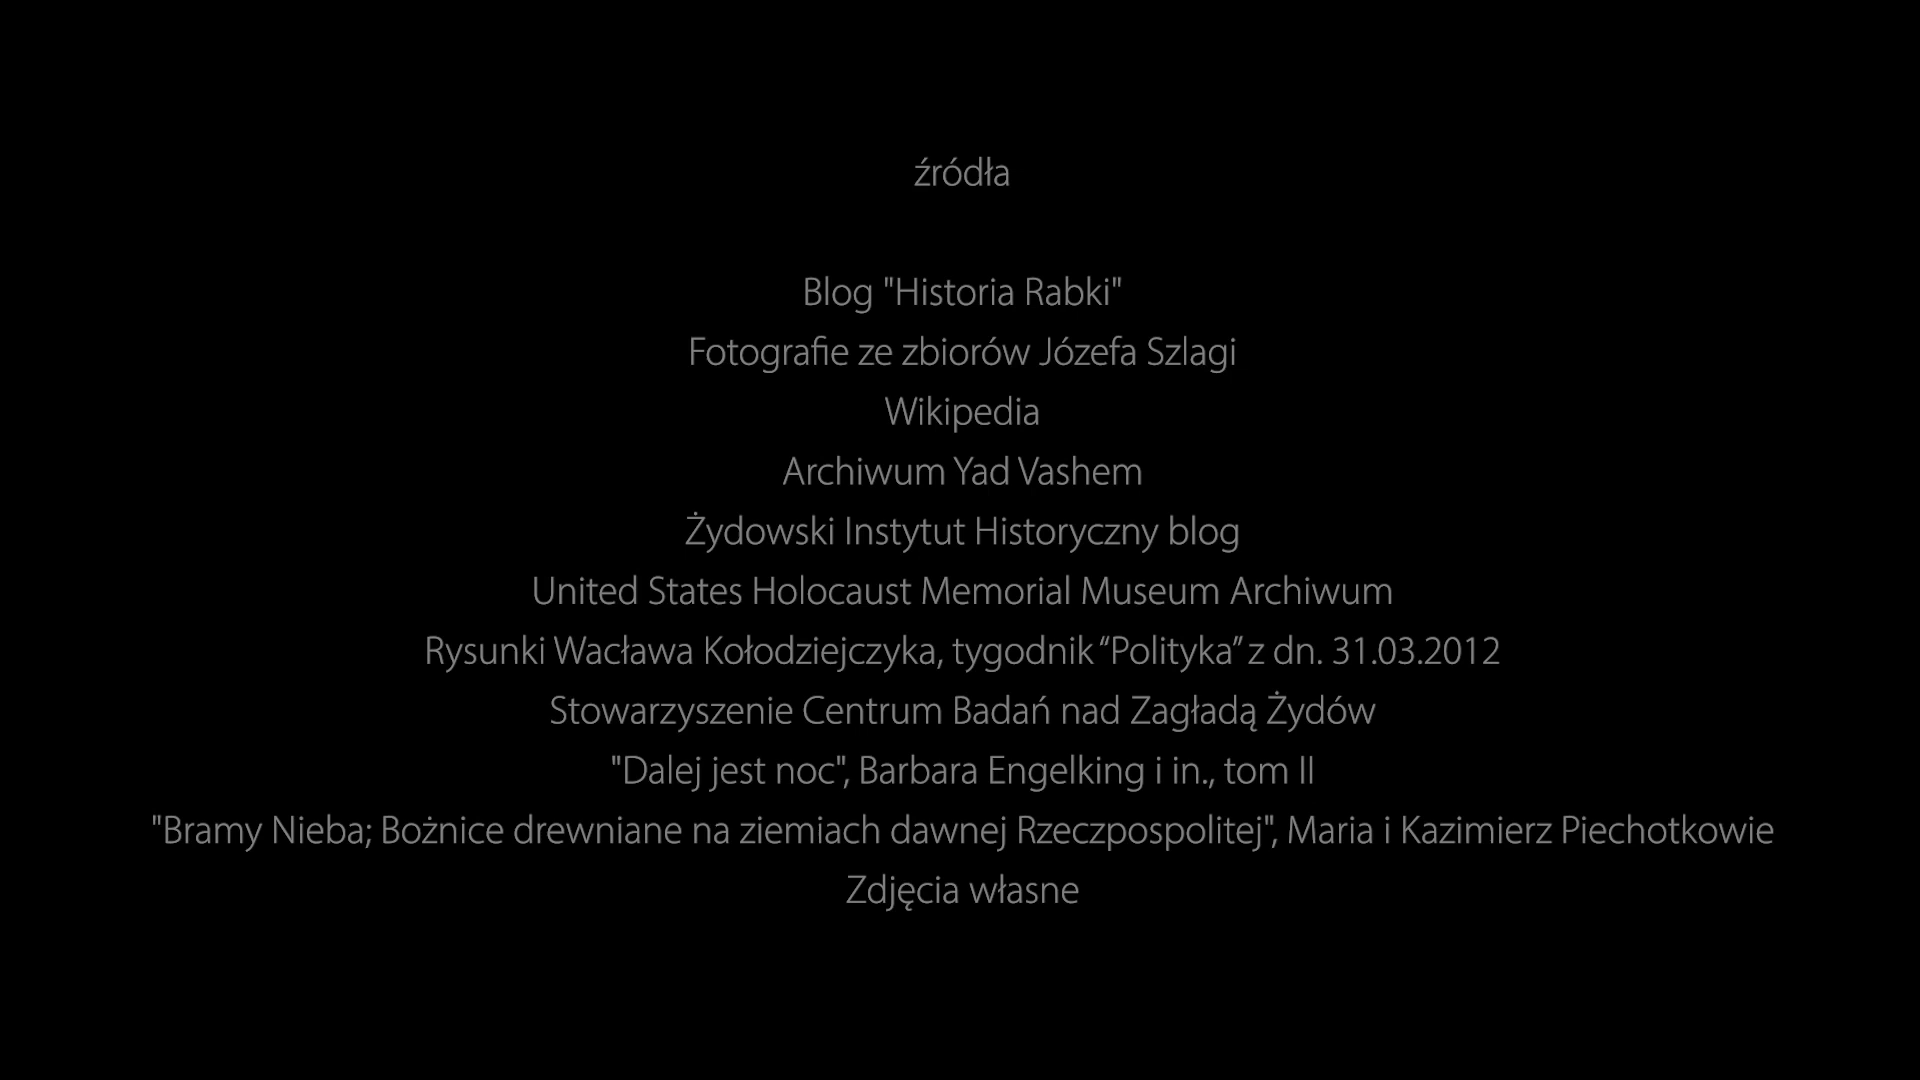 źródła
Blog "Historia Rabki"
Fotografie ze zbiorów Józefa Szlagi
Wikipedia
Archiwum Yad Vashem
Żydowski Instytut Historyczny blog
United States Holocaust Memorial Museum Archiwum
Rysunki Wacława Kołodziejczyka, tygodnik “Polityka” z dn. 31.03.2012
Stowarzyszenie Centrum Badań nad Zagładą Żydów
"Dalej jest noc", Barbara Engelking i in., tom II
"Bramy Nieba; Bożnice drewniane na ziemiach dawnej Rzeczpospolitej", Maria i Kazimierz Piechotkowie
Zdjęcia własne